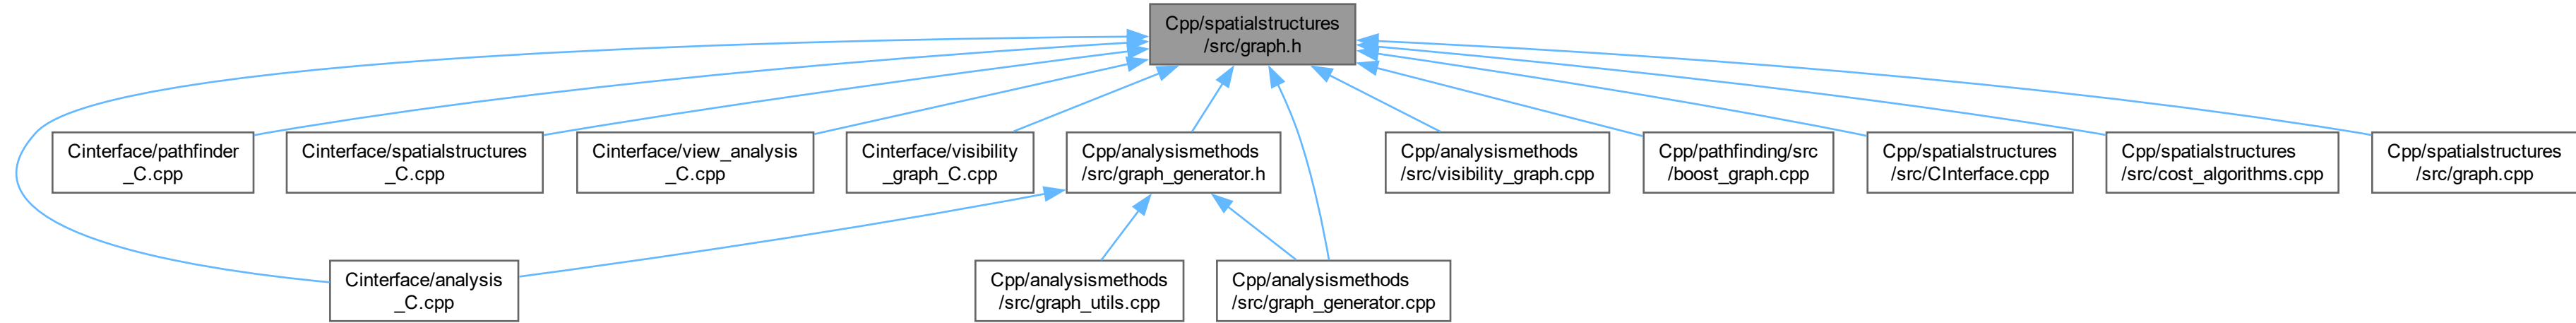 Cpp/spatialstructures
/src/graph.h
Cinterface/pathfinder
_C.cpp
Cinterface/spatialstructures
_C.cpp
Cinterface/view_analysis
_C.cpp
Cinterface/visibility
_graph_C.cpp
Cpp/analysismethods
/src/graph_generator.h
Cpp/analysismethods
/src/visibility_graph.cpp
Cpp/pathfinding/src
/boost_graph.cpp
Cpp/spatialstructures
/src/CInterface.cpp
Cpp/spatialstructures
/src/cost_algorithms.cpp
Cpp/spatialstructures
/src/graph.cpp
Cinterface/analysis
_C.cpp
Cpp/analysismethods
/src/graph_utils.cpp
Cpp/analysismethods
/src/graph_generator.cpp